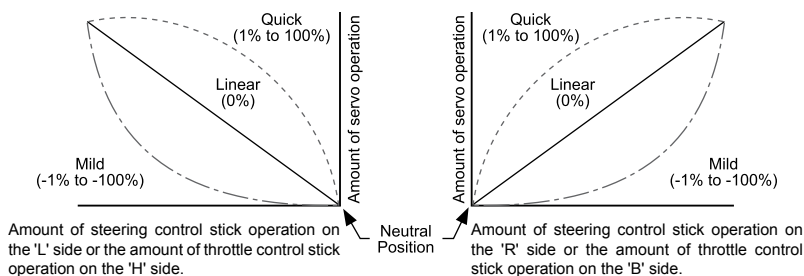 Quick
(1% to 100%)
Linear
(0%)
Mild
(-1% to -100%)
Amount of servo operation
Amount of servo operation
Quick
(1% to 100%)
Linear
(0%)
Mild
(-1% to -100%)
Amount of steering control stick operation on
the 'L' side or the amount of throttle control stick
operation on the 'H' side.
Neutral
Position
Amount of steering control stick operation on
the 'R' side or the amount of throttle control
stick operation on the 'B' side.